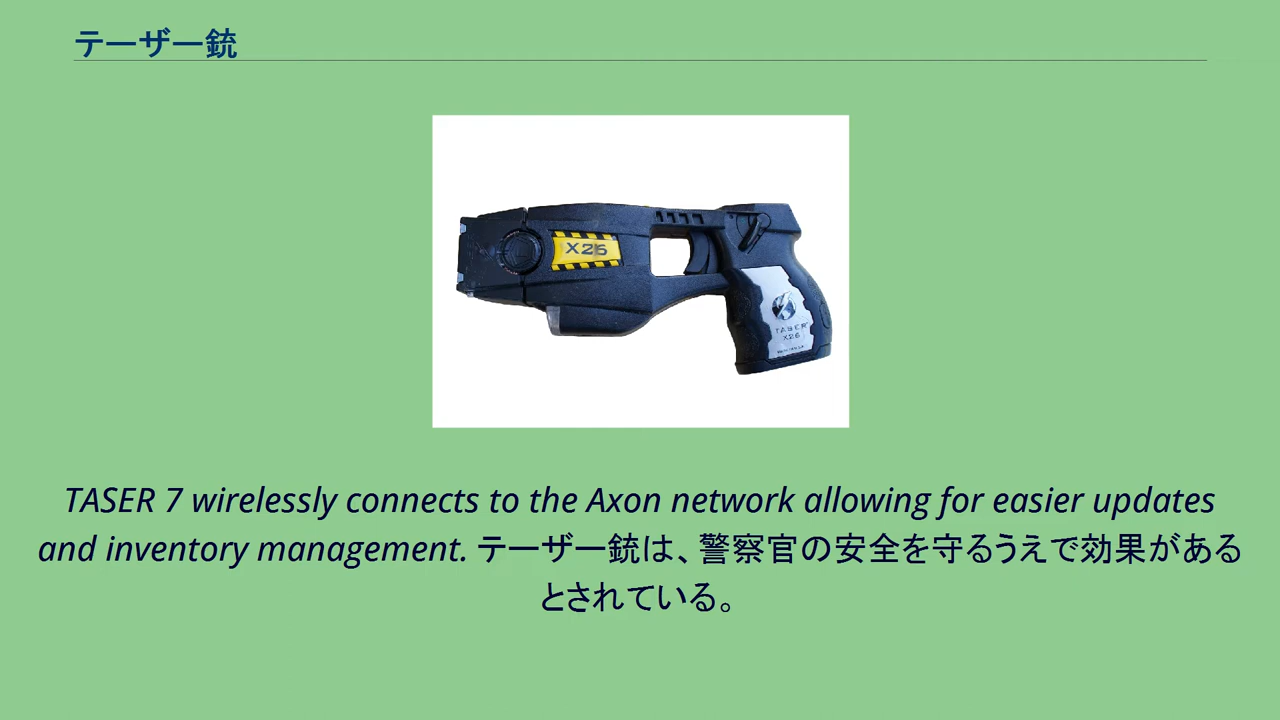 テーザー銃
X26
TASER
X26
TASER 7 wirelessly connects to the Axon network allowing for easier updates
and inventory management. テーザー銃は、警察官の安全を守るうえで効果がある
とされている。